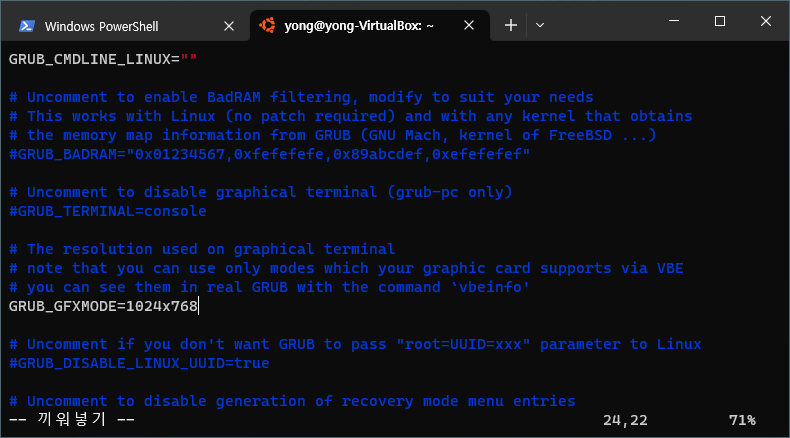 Windows PowerShell
yong@yong-VirtualBox: ~
GRUB_CMDLINE_LINUX=""
# Uncomment to enable BadRAM filtering, modify to suit your needs
# This works with Linux (no patch required) and with any kernel that obtains
# the memory map information from GRUB (GNU Mach, kernel of FreeBSD ...)
#GRUB_BADRAM="0x01234567,0xfefefefe,0x89abcdef,0xefefefef"
# Uncomment to disable graphical terminal (grub-pc only)
#GRUB_TERMINAL=console
# The resolution used on graphical terminal
# note that you can use only modes which your graphic card supports via VBE
# you can see them in real GRUB with the command `vbeinfo'
GRUB_GFXMODE=1024x768
# Uncomment if you don't want GRUB to pass "root=UUID=xxx" parameter to Linux
#GRUB_DISABLE_LINUX_UUID=true
# Uncomment to disable generation of recovery mode menu entries
-- 끼워넣기 -- 24,22 71%